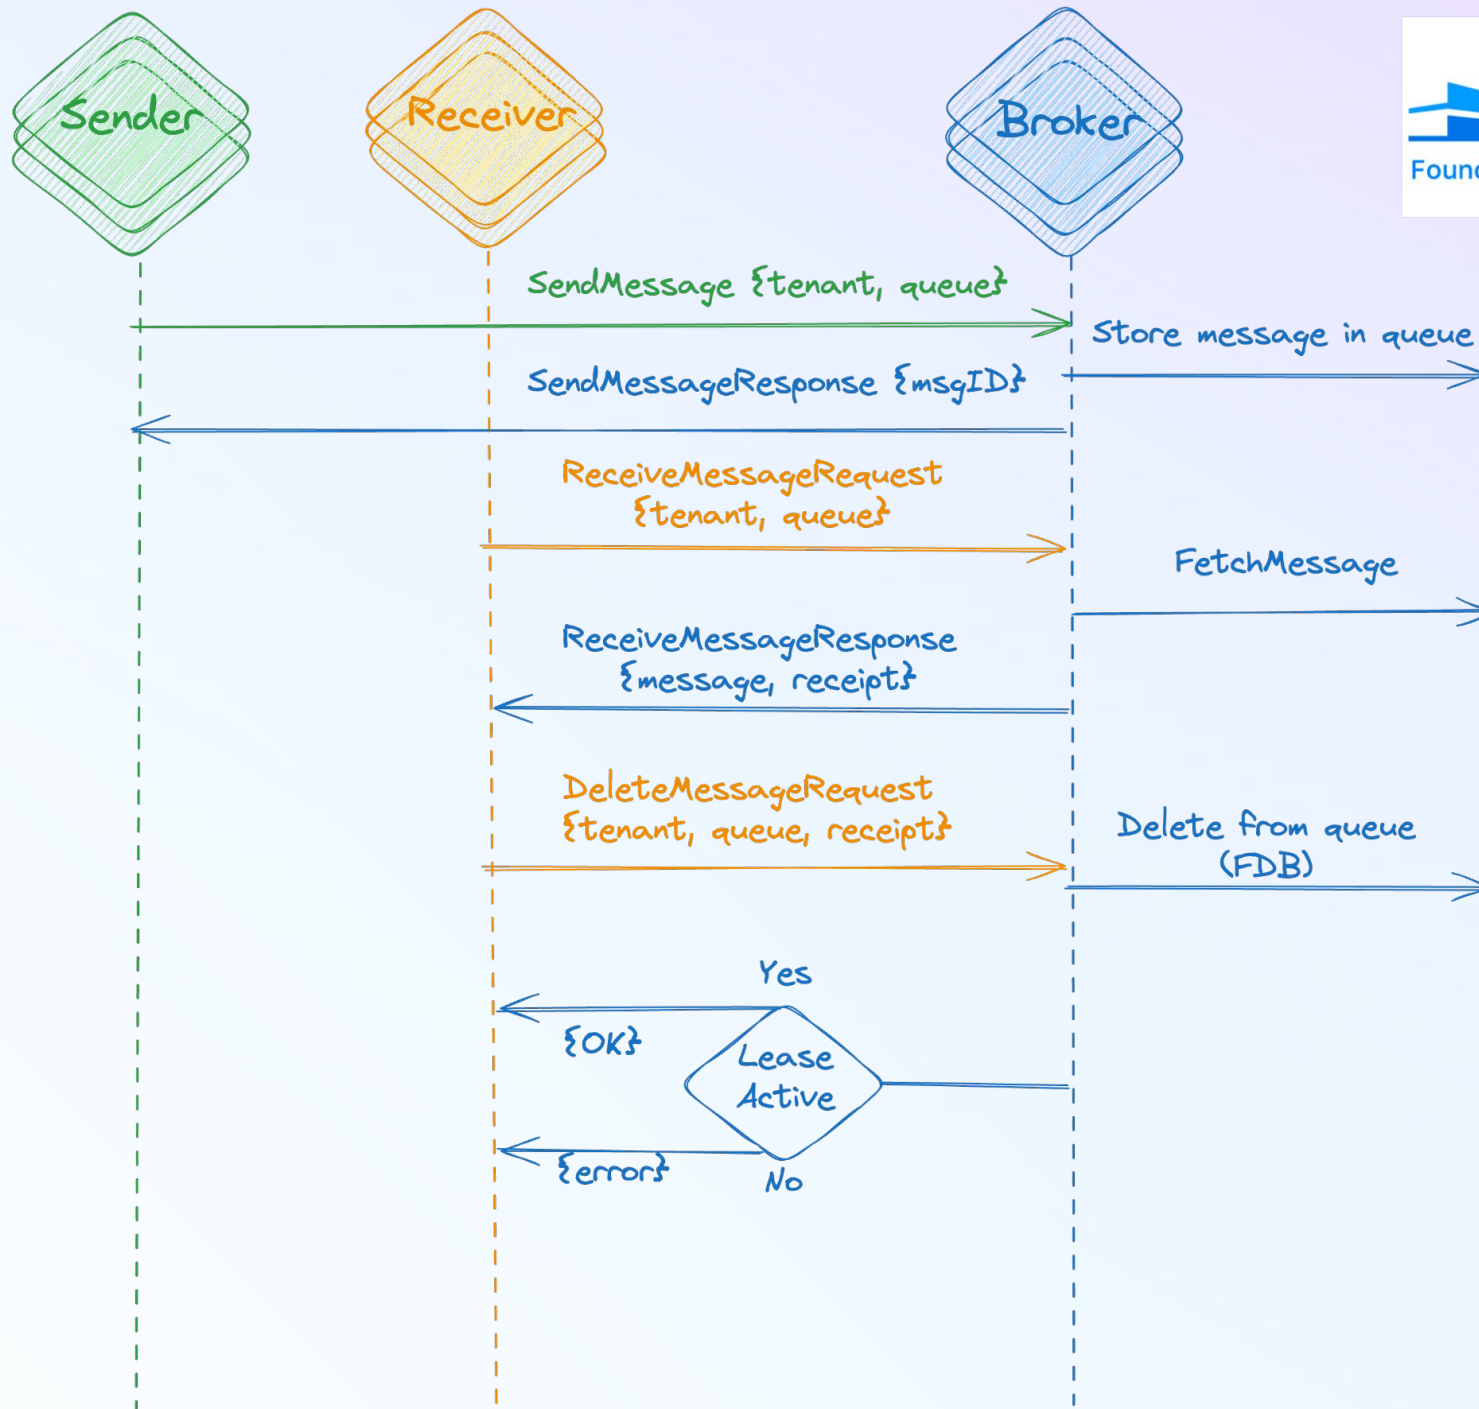 Sender
Receiver
Broker
Found
SendMessage {tenant, queue}
Store message in queue
SendMessageResponse {msgID}
ReceiveMessageRequest
{tenant, queue}
FetchMessage
ReceiveMessageResponse
{message, receipt}
DeleteMessageRequest
{tenant, queue, receipt}
Delete from queue
(FDB)
Yes
{OK}
Lease
Active
{error}
No